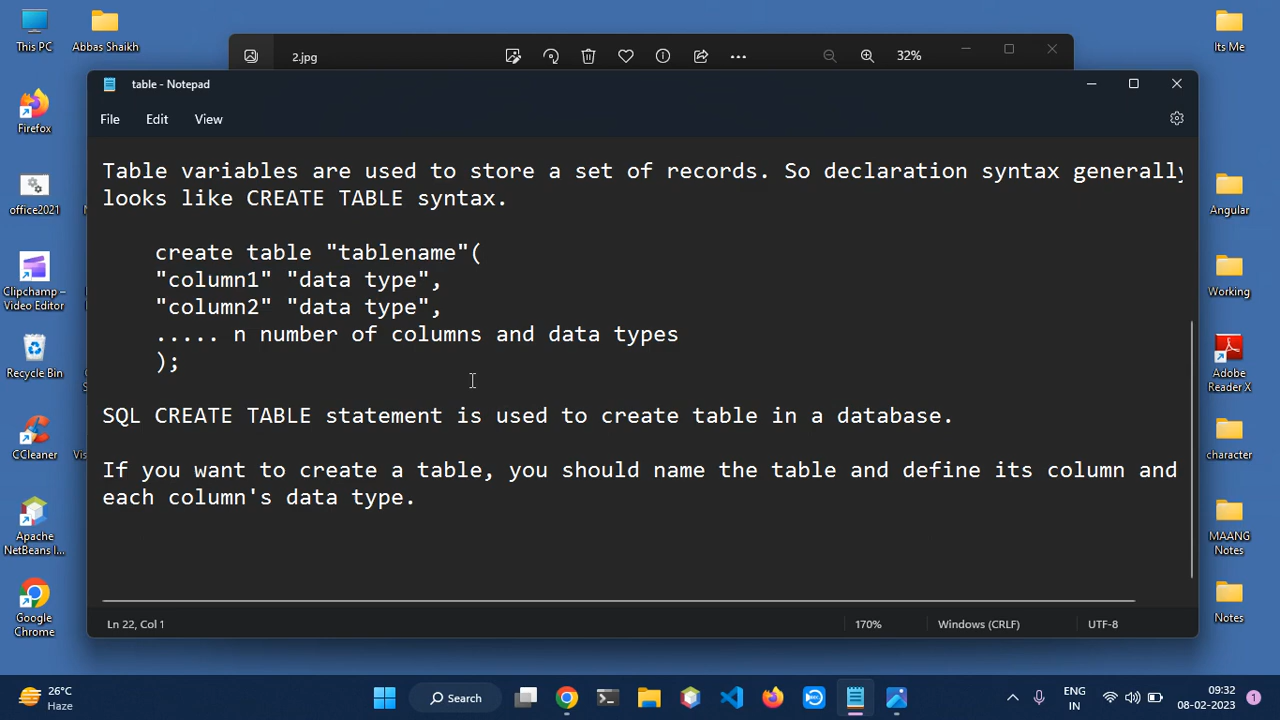 This PC
Abbas Shaikh
2.jpg
32%
Its Me
table - Notepad
File
Edit
View
Firefox
Table variables are used to store a set of records. So declaration syntax generally
looks like CREATE TABLE syntax.
office2021
Angular
create table "tablename"(
"column1" "data type",
"column2" "data type",
..... n number of columns and data types
);
Clipchamp –
Video Editor
Working
Recycle Bin
Adobe
Reader X
SQL CREATE TABLE statement is used to create table in a database.
CCleaner
character
If you want to create a table, you should name the table and define its column and
each column's data type.
Apache
NetBeans I...
MAANG
Notes
Google
Chrome
Notes
Ln 22, Col 1
170%
Windows (CRLF)
UTF-8
26°C
Haze
Search
ENG
IN
09:32
08-02-2023
1